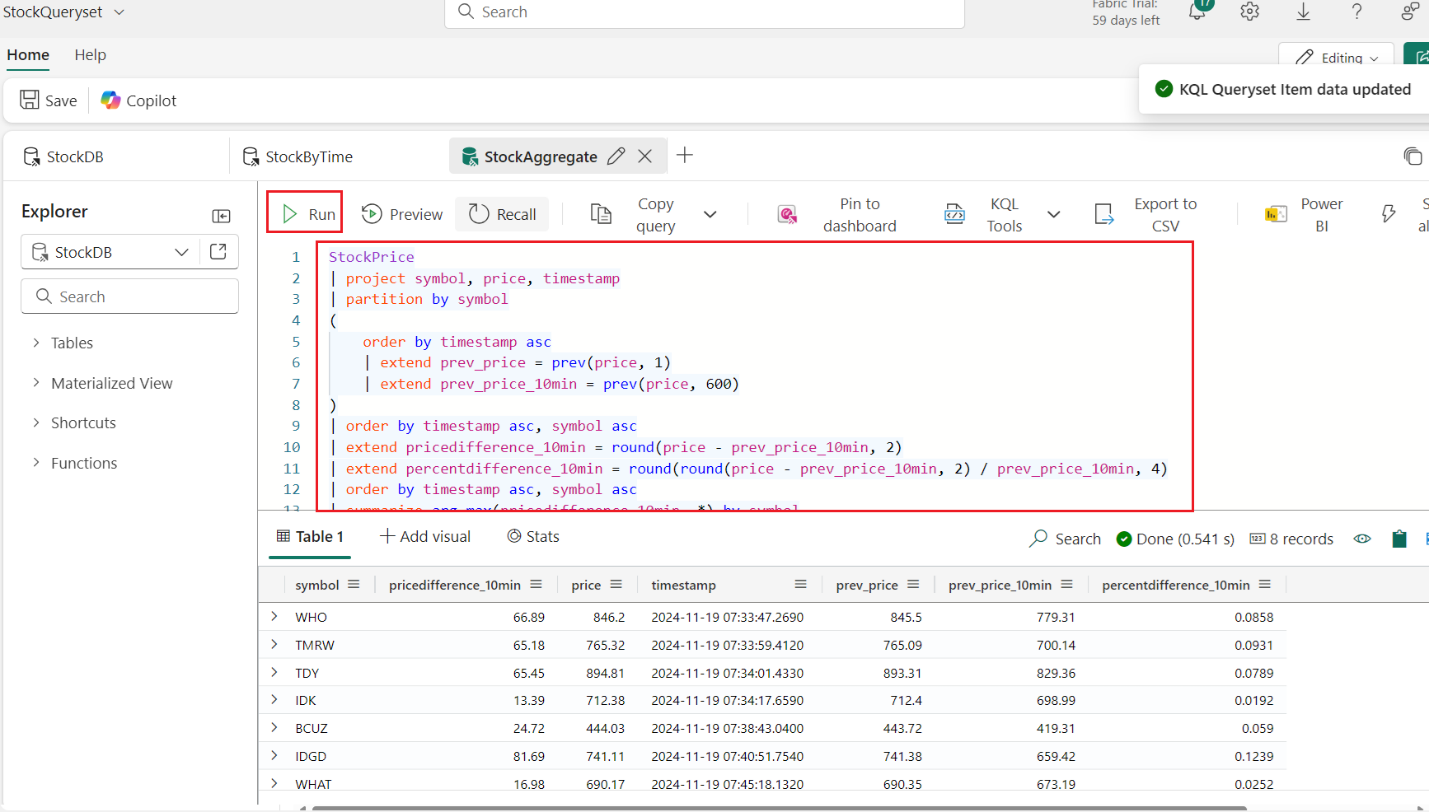 StockQueryset
Search
Fabric Trial:
59 days left
17
?
Home
Help
Editing
KQL Queryset Item data updated
Save
Copilot
StockDB
StockByTime
StockAggregate
Explorer
StockDB
Search
Tables
Materialized View
Shortcuts
Functions
Run
Preview
Recall
Copy
query
Pin to
dashboard
KQL
Tools
Export to
CSV
Power
BI
1 StockPrice
2 | project symbol, price, timestamp
3 | partition by symbol
4 (
5 order by timestamp asc
6 | extend prev_price = prev(price, 1)
7 | extend prev_price_10min = prev(price, 600)
8 )
9 | order by timestamp asc, symbol asc
10 | extend pricedifference_10min = round(price - prev_price_10min, 2)
11 | extend percentdifference_10min = round(round(price - prev_price_10min, 2) / prev_price_10min, 4)
12 | order by timestamp asc, symbol asc
13 | summarize arg_max(pricedifference_10min, *) by symbol
Table 1
Add visual
Stats
Search
Done (0.541 s)
8 records
symbol pricedifference_10min price timestamp prev_price prev_price_10min percentdifference_10min
WHO 66.89 846.2 2024-11-19 07:33:47.2690 845.5 779.31 0.0858
TMRW 65.18 765.32 2024-11-19 07:33:59.4120 765.09 700.14 0.0931
TDY 65.45 894.81 2024-11-19 07:34:01.4330 893.31 829.36 0.0789
IDK 13.39 712.38 2024-11-19 07:34:17.6590 712.4 698.99 0.0192
BCUZ 24.72 444.03 2024-11-19 07:38:43.0400 443.72 419.31 0.059
IDGD 81.69 741.11 2024-11-19 07:40:51.7540 741.38 659.42 0.1239
WHAT 16.98 690.17 2024-11-19 07:45:18.1320 690.35 673.19 0.0252